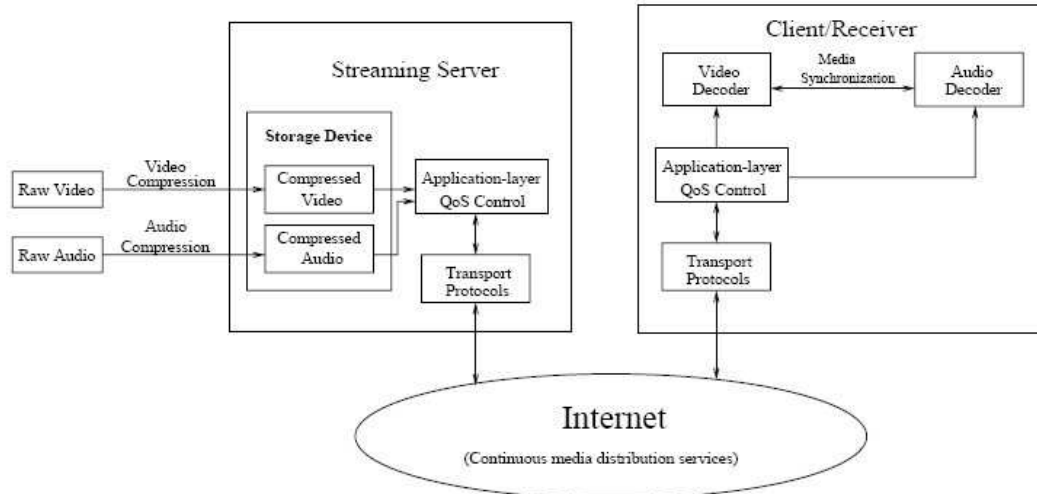 Streaming Server
Storage Device
Raw Video
Video
Compression
Compressed
Video
Raw Audio
Audio
Compression
Compressed
Audio
Application-layer
QoS Control
Transport
Protocols
Client/Receiver
Video
Decoder
Media
Synchronization
Audio
Decoder
Application-layer
QoS Control
Transport
Protocols
Internet
(Continuous media distribution services)